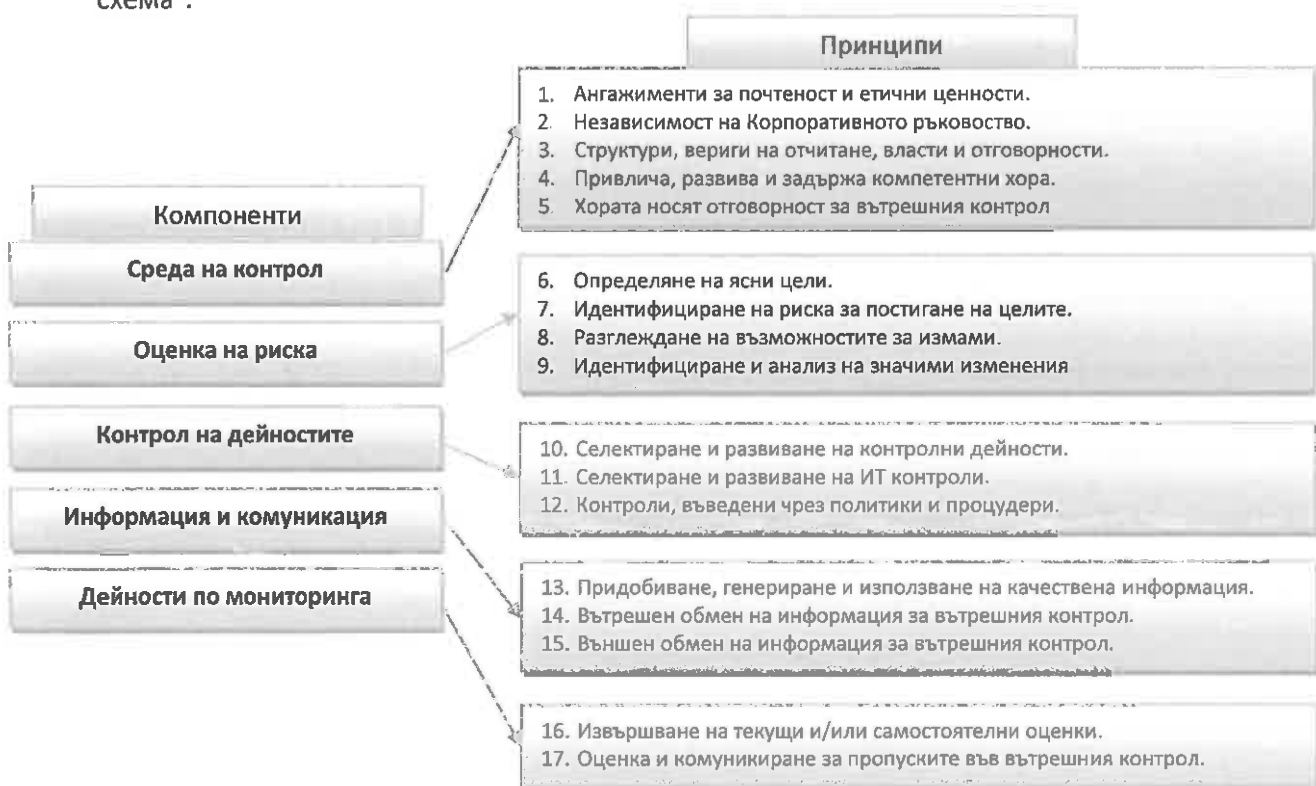 схема".
Принципи
1. Ангажименти за почтеност и етични ценности.
2. Независимост на Корпоративното ръковоство.
3. Структури, вериги на отчитане, власти и отговорности.
4. Привлича, развива и задържа компетентни хора.
5. Хората носят отговорност за вътрешния контрол
Компоненти
Среда на контрол
Оценка на риска
Контрол на дейностите
Информация и комуникация
Дейности по мониторинга
6. Определяне на ясни цели.
7. Идентифициране на риска за постигане на целите.
8. Разглеждане на възможностите за измами.
9. Идентифициране и анализ на значими изменения
10. Селектиране и развиване на контролни дейности.
11. Селектиране и развиване на ИТ контроли.
12. Контроли, въведени чрез политики и процудери.
13. Придобиване, генериране и използване на качествена информация.
14. Вътрешен обмен на информация за вътрешния контрол.
15. Външен обмен на информация за вътрешния контрол.
16. Извършване на текущи и/или самостоятелни оценки.
17. Оценка и комуникиране за пропуските във вътрешния контрол.